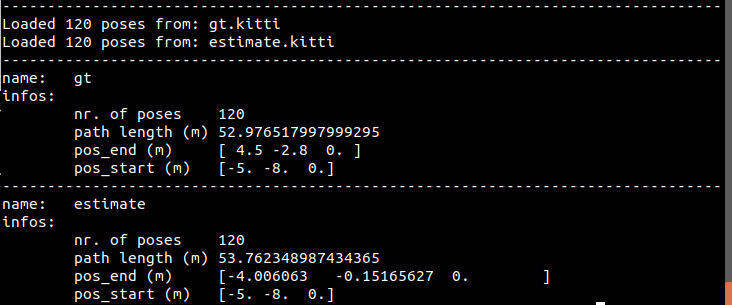 --------------------------------------------------------------------------------
Loaded 120 poses from: gt.kitti
Loaded 120 poses from: estimate.kitti
--------------------------------------------------------------------------------
name:	gt
infos:
	nr. of poses	120
	path length (m)	52.976517997999295
	pos_end (m)	[ 4.5 -2.8  0. ]
	pos_start (m)	[-5. -8.  0.]
--------------------------------------------------------------------------------
name:	estimate
infos:
	nr. of poses	120
	path length (m)	53.762348987434365
	pos_end (m)	[-4.006063   -0.15165627  0.        ]
	pos_start (m)	[-5. -8.  0.]